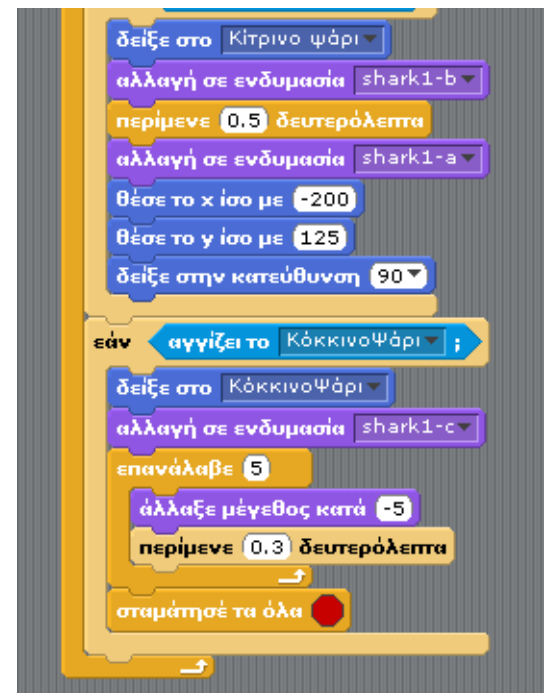 δείξε στο Κίτρινο ψάρι
αλλαγή σε ενδυμασία shark1-b
περίμενε 0.5 δευτερόλεπτα
αλλαγή σε ενδυμασία shark1-a
θέσε το x ίσο με -200
θέσε το y ίσο με 125
δείξε στην κατεύθυνση 90
εάν αγγίζει το ΚόκκινοΨάρι ;
δείξε στο ΚόκκινοΨάρι
αλλαγή σε ενδυμασία shark1-c
επανάλαβε 5
άλλαξε μέγεθος κατά -5
περίμενε 0.3 δευτερόλεπτα
σταμάτησέ τα όλα